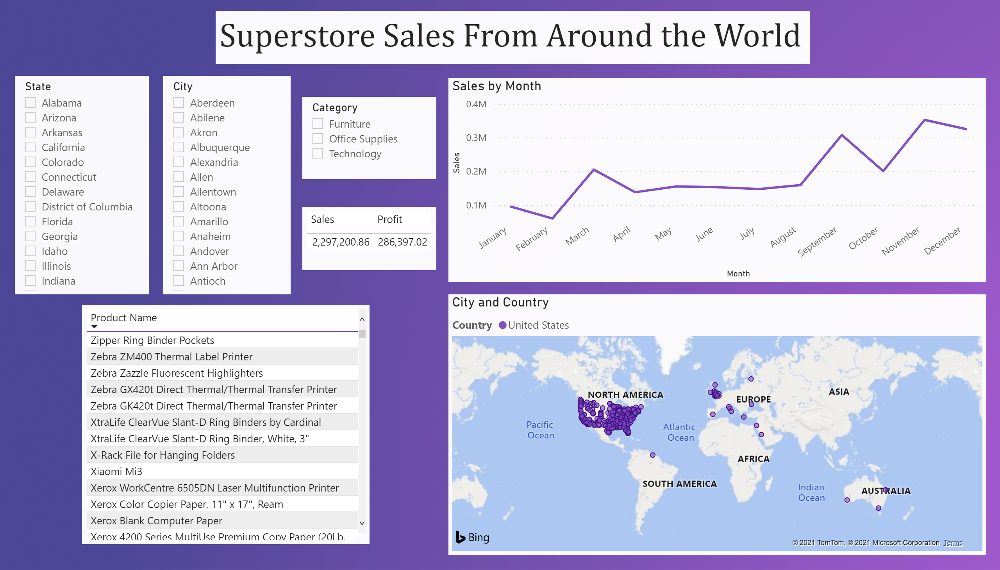 Superstore Sales From Around the World
State
Alabama
Arizona
Arkansas
California
Colorado
Connecticut
Delaware
District of Columbia
Florida
Georgia
Idaho
Illinois
Indiana
City
Aberdeen
Abilene
Akron
Albuquerque
Alexandria
Allen
Allentown
Altoona
Amarillo
Anaheim
Andover
Ann Arbor
Antioch
Category
Furniture
Office Supplies
Technology
Sales Profit
2,297,200.86 286,397.02
Sales by Month
0.4M
0.3M
0.2M
0.1M
Sales
January
February
March
April
May
June
July
August
September
October
November
December
Month
Product Name
Zipper Ring Binder Pockets
Zebra ZM400 Thermal Label Printer
Zebra Zazzle Fluorescent Highlighters
Zebra GX420t Direct Thermal/Thermal Transfer Printer
Zebra GK420t Direct Thermal/Thermal Transfer Printer
XtraLife ClearVue Slant-D Ring Binders by Cardinal
XtraLife ClearVue Slant-D Ring Binder, White, 3"
X-Rack File for Hanging Folders
Xiaomi Mi3
Xerox WorkCentre 6505DN Laser Multifunction Printer
Xerox Color Copier Paper, 11" x 17", Ream
Xerox Blank Computer Paper
Xerox 4200 Series MultiUse Premium Copy Paper (20Lb.
City and Country
Country United States
NORTH AMERICA
EUROPE
ASIA
Pacific
Ocean
Atlantic
Ocean
AFRICA
SOUTH AMERICA
Indian
Ocean
AUSTRALIA
Bing
© 2021 TomTom, © 2021 Microsoft Corporation Terms